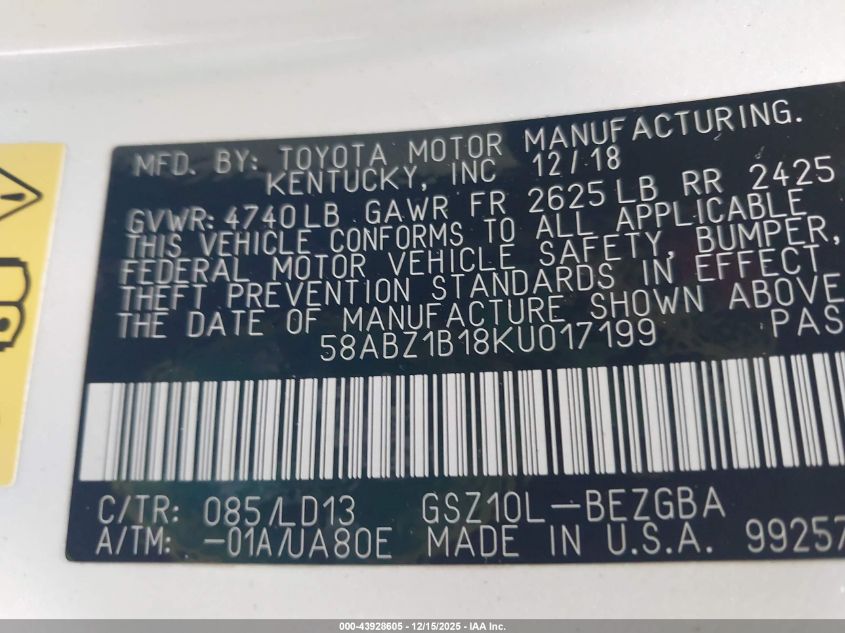 MFD. BY: TOYOTA MOTOR MANUFACTURING.
KENTUCKY, INC 12/18
GVWR: 4740LB GAWR FR 2625LB RR 2425
THIS VEHICLE CONFORMS TO ALL APPLICABLE
FEDERAL MOTOR VEHICLE SAFETY, BUMPER,
THEFT PREVENTION STANDARDS IN EFFECT
THE DATE OF MANUFACTURE SHOWN ABOVE
58ABZ1B18KU017199 PAS
C/TR: 085/LD13 GSZ10L-BEZGBA
A/TM: -01A/UA80E MADE IN U.S.A. 99257
000-43928605 - 12/15/2025 - IAA Inc.